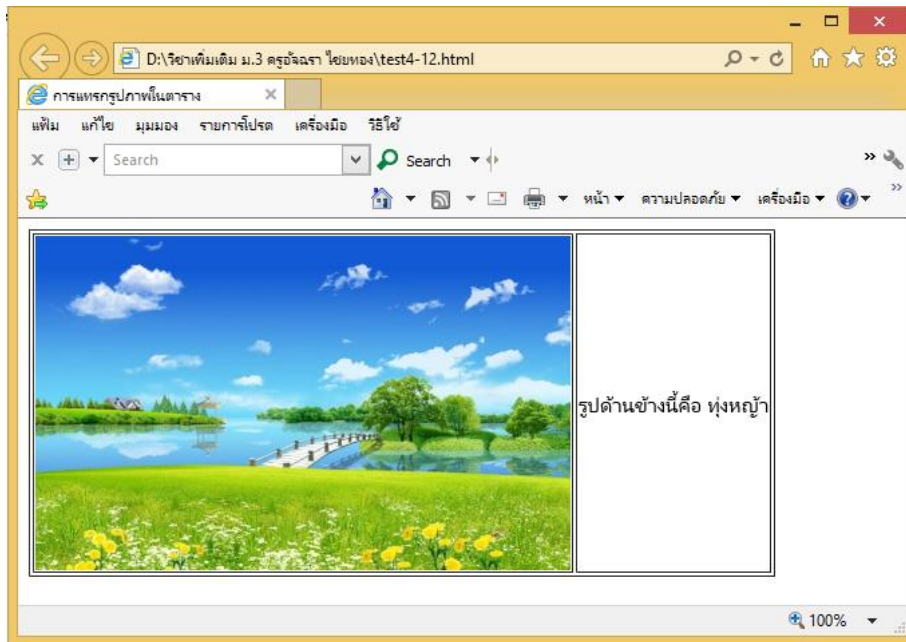 D:\วิชาเพิ่มเติม ม.3 ครูอัจฉรา ไชยทอง\test4-12.html
การแทรกรูปภาพในตาราง
แฟ้ม แก้ไข มุมมอง รายการโปรด เครื่องมือ วิธีใช้
Search Search
หน้า ความปลอดภัย เครื่องมือ
รูปด้านข้างนี้คือ ทุ่งหญ้า
100%